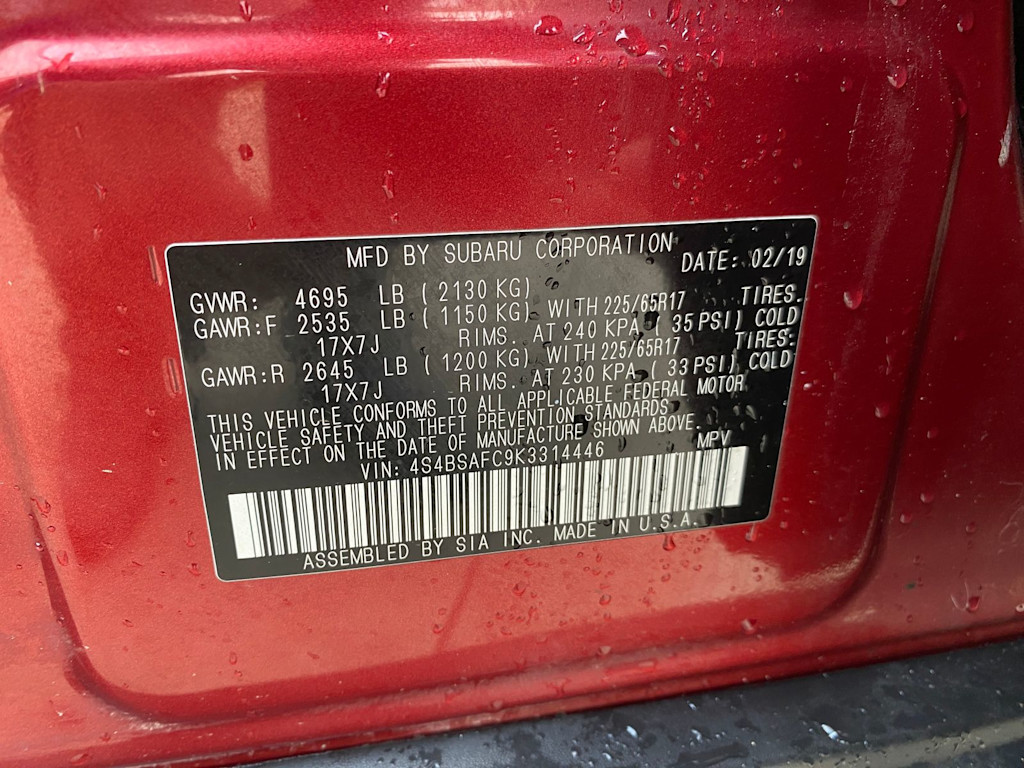 MFD BY SUBARU CORPORATION DATE: 02/19
GVWR: 4695 LB ( 2130 KG)
GAWR:F 2535 LB ( 1150 KG) WITH 225/65R17 TIRES.
17X7J RIMS. AT 240 KPA ( 35 PSI) COLD
GAWR:R 2645 LB ( 1200 KG) WITH 225/65R17 TIRES:
17X7J RIMS. AT 230 KPA ( 33 PSI) COLD
THIS VEHICLE CONFORMS TO ALL APPLICABLE FEDERAL MOTOR
VEHICLE SAFETY AND THEFT PREVENTION STANDARDS
IN EFFECT ON THE DATE OF MANUFACTURE SHOWN ABOVE.
VIN: 4S4BSAFC9K3314446 MPV
ASSEMBLED BY SIA INC. MADE IN U.S.A.